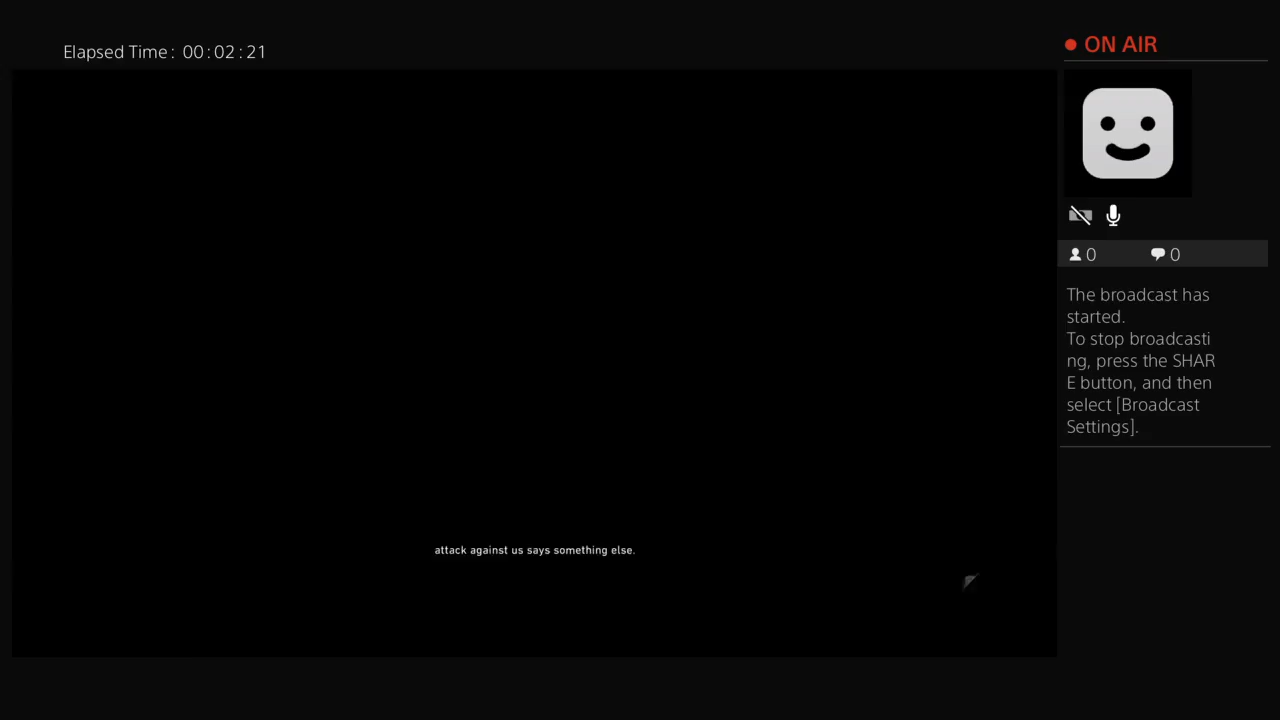 Elapsed Time: 00:02:21
ON AIR
0 0
The broadcast has
started.
To stop broadcasti
ng, press the SHAR
E button, and then
select [Broadcast
Settings].
attack against us says something else.